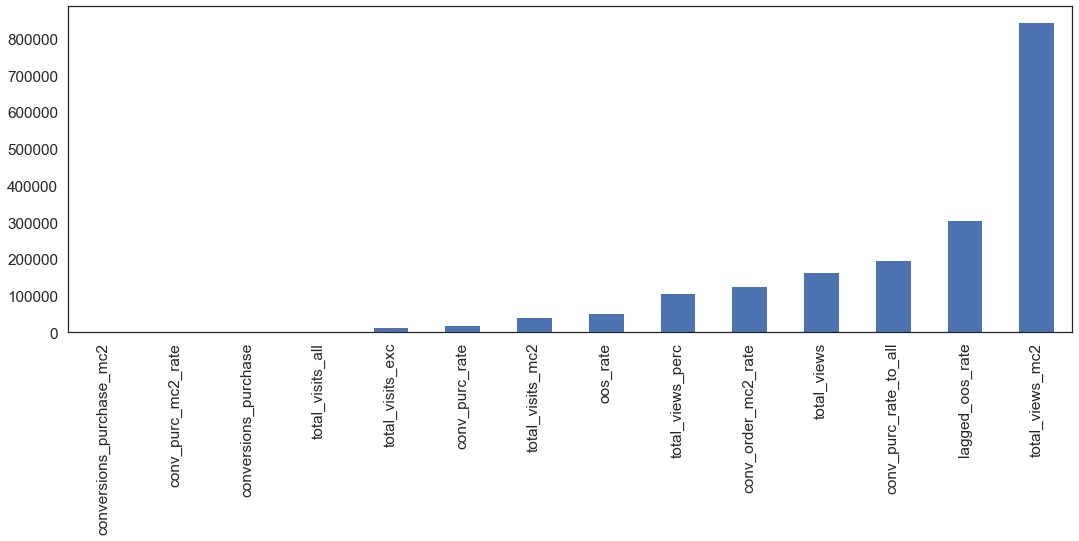 800000
700000
600000
500000
400000
300000
200000
100000
0
conversions_purchase_mc2
conv_purc_mc2_rate
conversions_purchase
total_visits_all
total_visits_exc
conv_purc_rate
total_visits_mc2
oos_rate
total_views_perc
conv_order_mc2_rate
total_views
conv_purc_rate_to_all
lagged_oos_rate
total_views_mc2